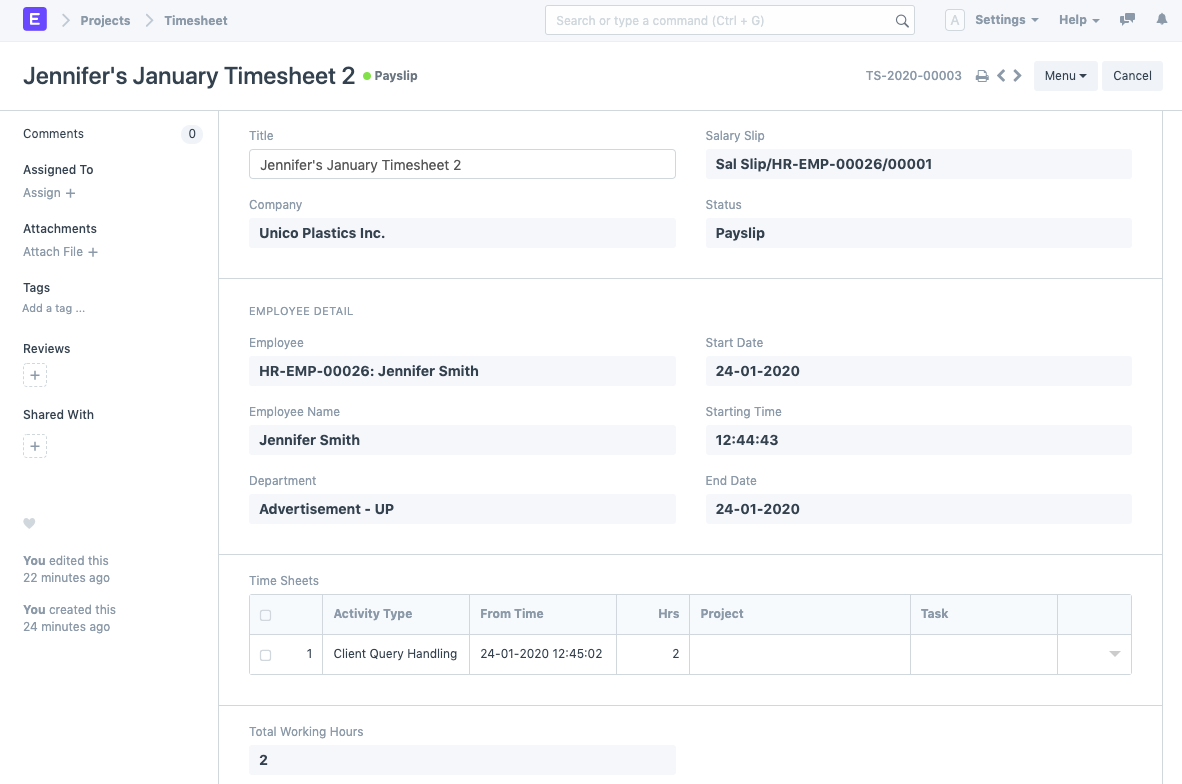 E Projects Timesheet Search or type a command (Ctrl + G) A Settings Help
Jennifer's January Timesheet 2 Payslip TS-2020-00003 Menu Cancel
Comments 0
Assigned To
Assign +
Attachments
Attach File +
Tags
Add a tag ...
Reviews
+
Shared With
+
You edited this
22 minutes ago
You created this
24 minutes ago
Title
Jennifer's January Timesheet 2
Salary Slip
Sal Slip/HR-EMP-00026/00001
Company
Unico Plastics Inc.
Status
Payslip
EMPLOYEE DETAIL
Employee
HR-EMP-00026: Jennifer Smith
Start Date
24-01-2020
Employee Name
Jennifer Smith
Starting Time
12:44:43
Department
Advertisement - UP
End Date
24-01-2020
Time Sheets
Activity Type From Time Hrs Project Task
1 Client Query Handling 24-01-2020 12:45:02 2
Total Working Hours
2